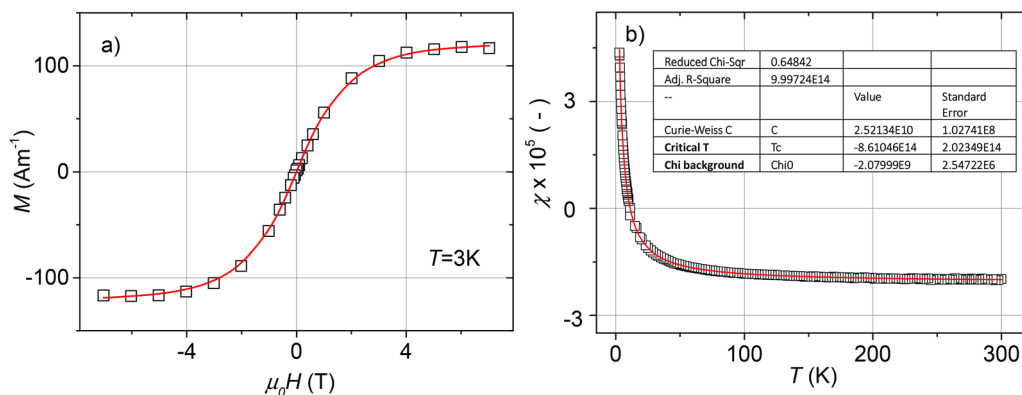 a)
100
0
-100
M (Am⁻¹)
T=3K
-4 0 4
μ₀H (T)
b)
3
0
-3
χ x 10⁵ ( - )
Reduced Chi-Sqr 0.64842
Adj. R-Square 9.99724E14
-- Value Standard
Error
Curie-Weiss C C 2.52134E10 1.02741E8
Critical T Tc -8.61046E14 2.02349E14
Chi background Chi0 -2.07999E9 2.54722E6
0 100 200 300
T (K)